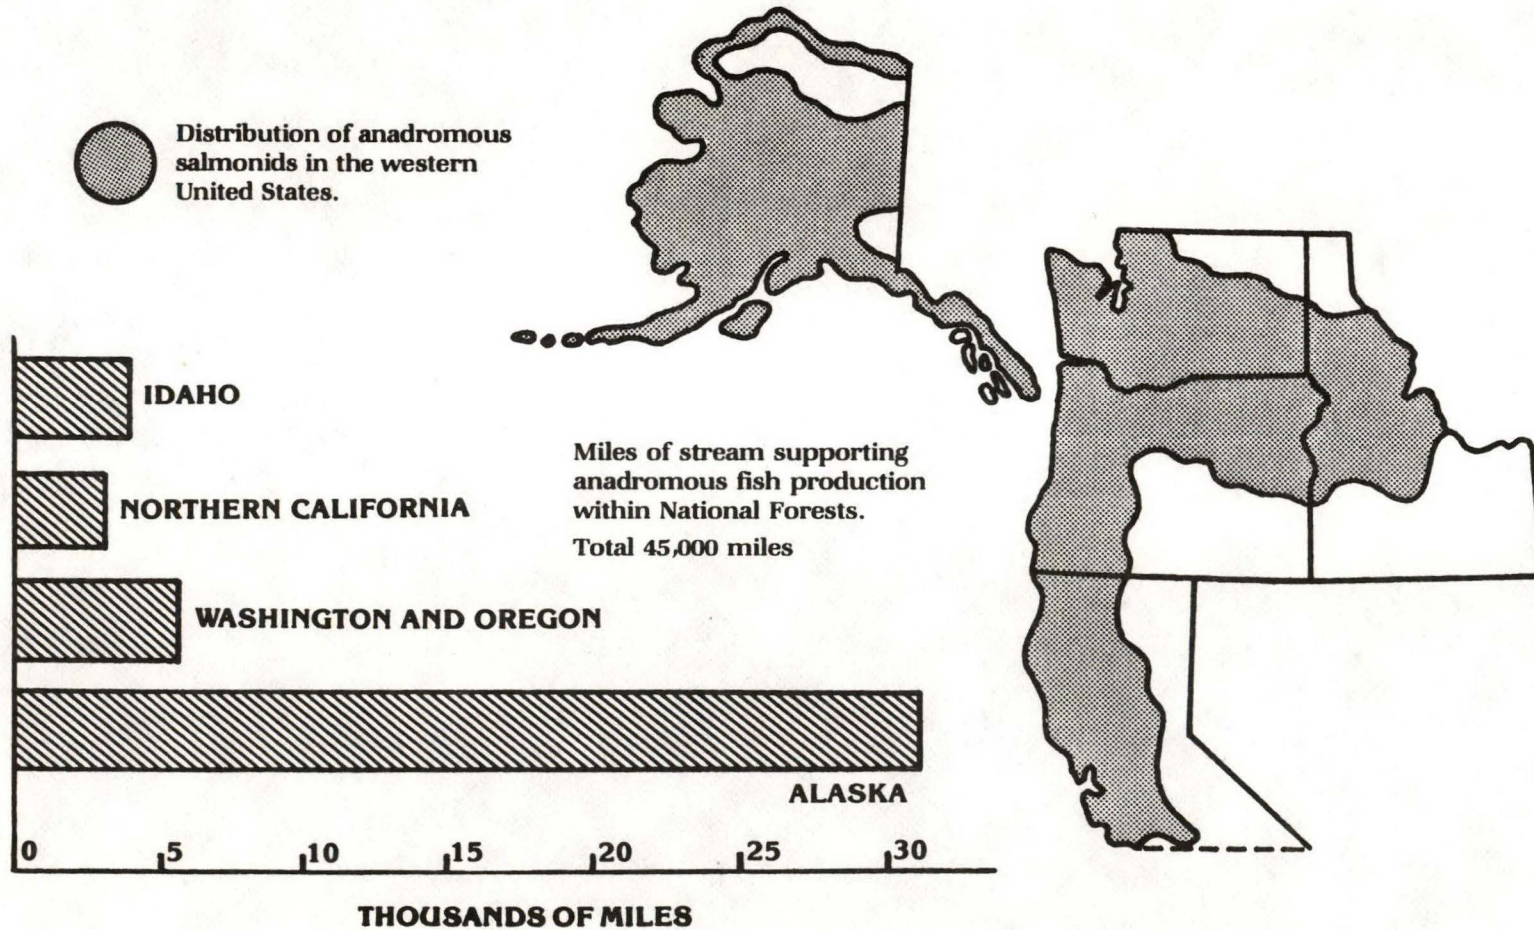 Distribution of anadromous
salmonids in the western
United States.
IDAHO
NORTHERN CALIFORNIA
Miles of stream supporting
anadromous fish production
within National Forests.
Total 45,000 miles
WASHINGTON AND OREGON
ALASKA
0 5 10 15 20 25 30
THOUSANDS OF MILES